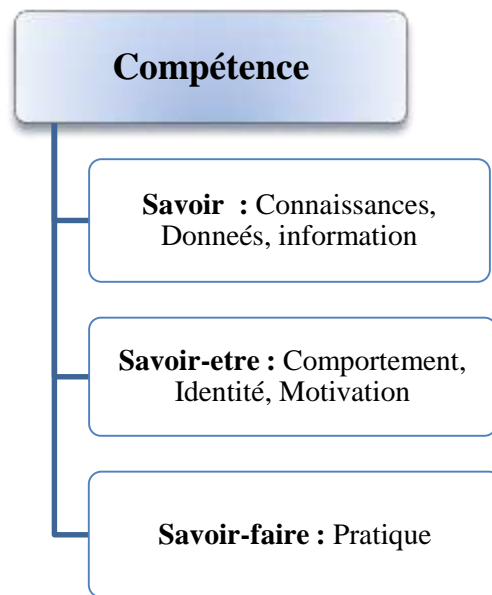 Compétence
Savoir : Connaissances,
Donneés, information
Savoir-etre : Comportement,
Identité, Motivation
Savoir-faire : Pratique